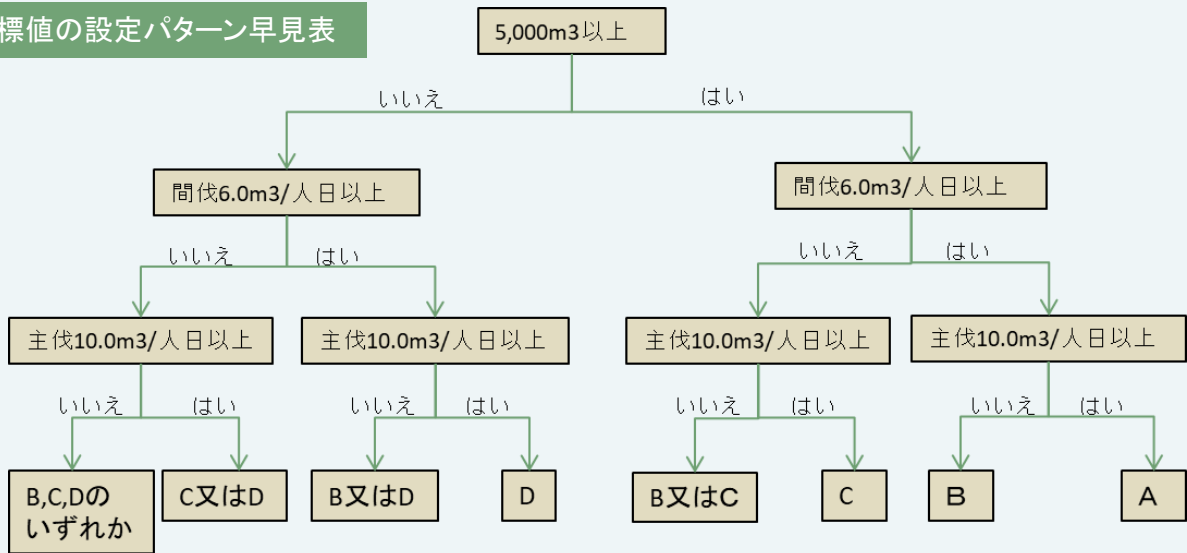 標値の設定パターン早見表
5,000m3以上
いいえ
はい
間伐6.0m3/人日以上
間伐6.0m3/人日以上
いいえ
はい
いいえ
はい
主伐10.0m3/人日以上
主伐10.0m3/人日以上
主伐10.0m3/人日以上
主伐10.0m3/人日以上
いいえ
はい
いいえ
はい
いいえ
はい
いいえ
はい
B,C,Dの
いずれか
C又はD
B又はD
D
B又はC
C
B
A